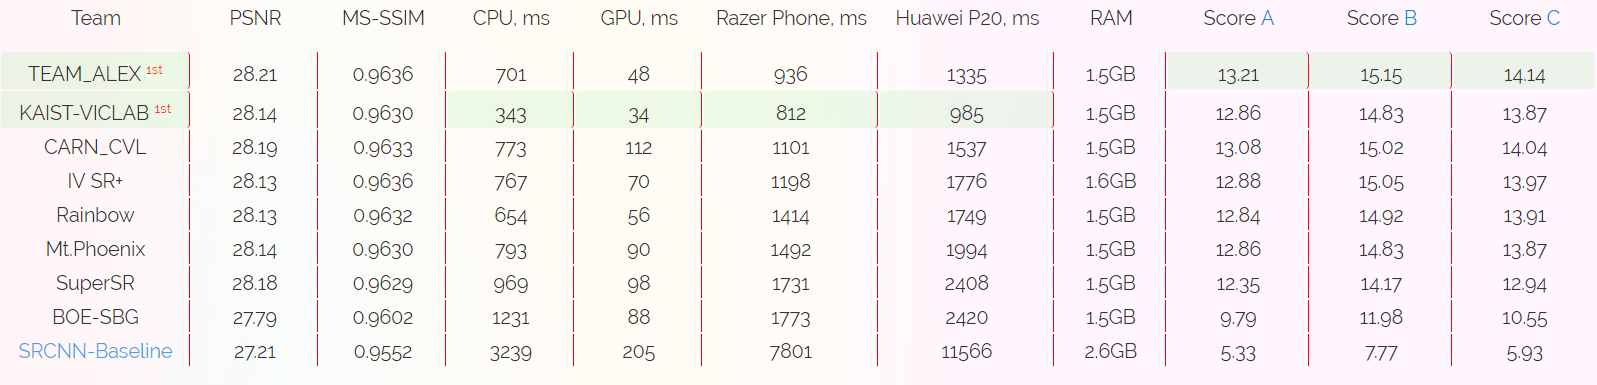 Team PSNR MS-SSIM CPU, ms GPU, ms Razer Phone, ms Huawei P20, ms RAM Score A Score B Score C
TEAM_ALEX 1st 28.21 0.9636 701 48 936 1335 1.5GB 13.21 15.15 14.14
KAIST-VICLAB 1st 28.14 0.9630 343 34 812 985 1.5GB 12.86 14.83 13.87
CARN_CVL 28.19 0.9633 773 112 1101 1537 1.5GB 13.08 15.02 14.04
IV SR+ 28.13 0.9636 767 70 1198 1776 1.6GB 12.88 15.05 13.97
Rainbow 28.13 0.9632 654 56 1414 1749 1.5GB 12.84 14.92 13.91
Mt.Phoenix 28.14 0.9630 793 90 1492 1994 1.5GB 12.86 14.83 13.87
SuperSR 28.18 0.9629 969 98 1731 2408 1.5GB 12.35 14.17 12.94
BOE-SBG 27.79 0.9602 1231 88 1773 2420 1.5GB 9.79 11.98 10.55
SRCNN-Baseline 27.21 0.9552 3239 205 7801 11566 2.6GB 5.33 7.77 5.93